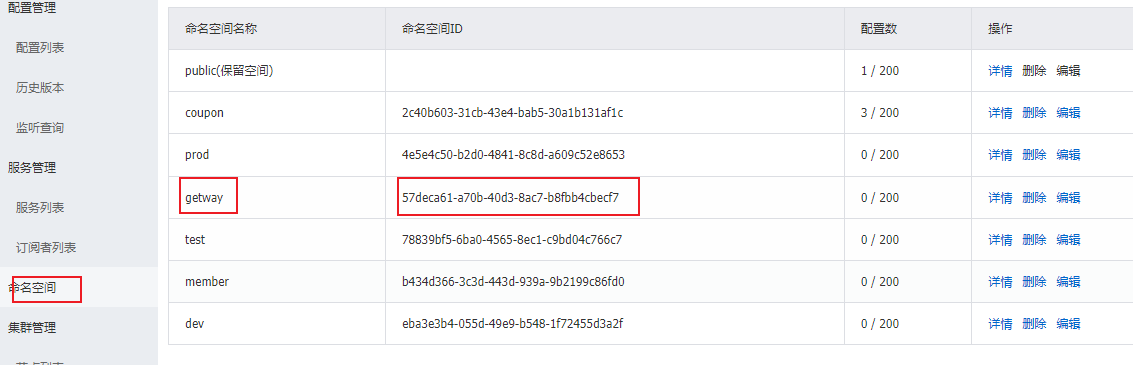 配置管理
配置列表
历史版本
监听查询
服务管理
服务列表
订阅者列表
命名空间
集群管理
命名空间名称 命名空间ID 配置数 操作
public(保留空间) 1 / 200 详情 删除 编辑
coupon 2c40b603-31cb-43e4-bab5-30a1b131af1c 3 / 200 详情 删除 编辑
prod 4e5e4c50-b2d0-4841-8c8d-a609c52e8653 0 / 200 详情 删除 编辑
getway 57deca61-a70b-40d3-8ac7-b8fbb4cbecf7 0 / 200 详情 删除 编辑
test 78839bf5-6ba0-4565-8ec1-c9bd04c766c7 0 / 200 详情 删除 编辑
member b434d366-3c3d-443d-939a-9b2199c86fd0 0 / 200 详情 删除 编辑
dev eba3e3b4-055d-49e9-b548-1f72455d3a2f 0 / 200 详情 删除 编辑